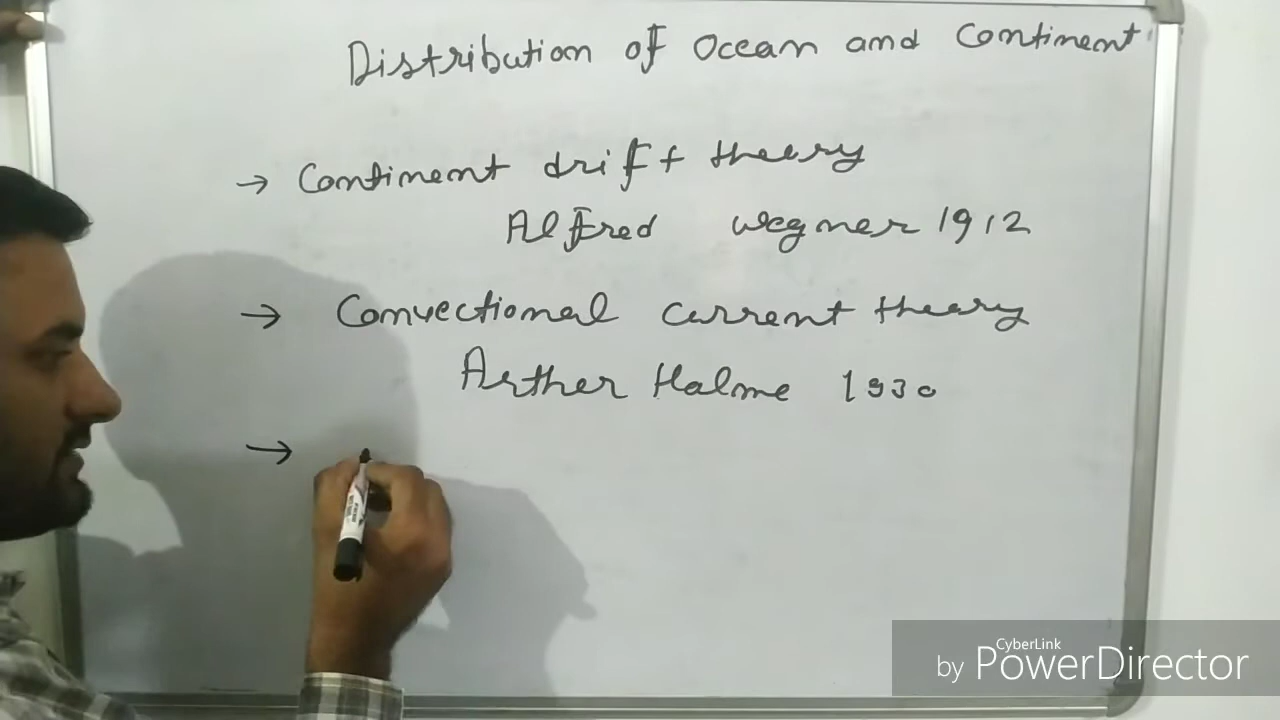 Distribution of Ocean and Continent
→ Continent drift theory
Alfred Wegner 1912
→ Convectional current theory
Arther Halme 1930
→
CyberLink
by PowerDirector